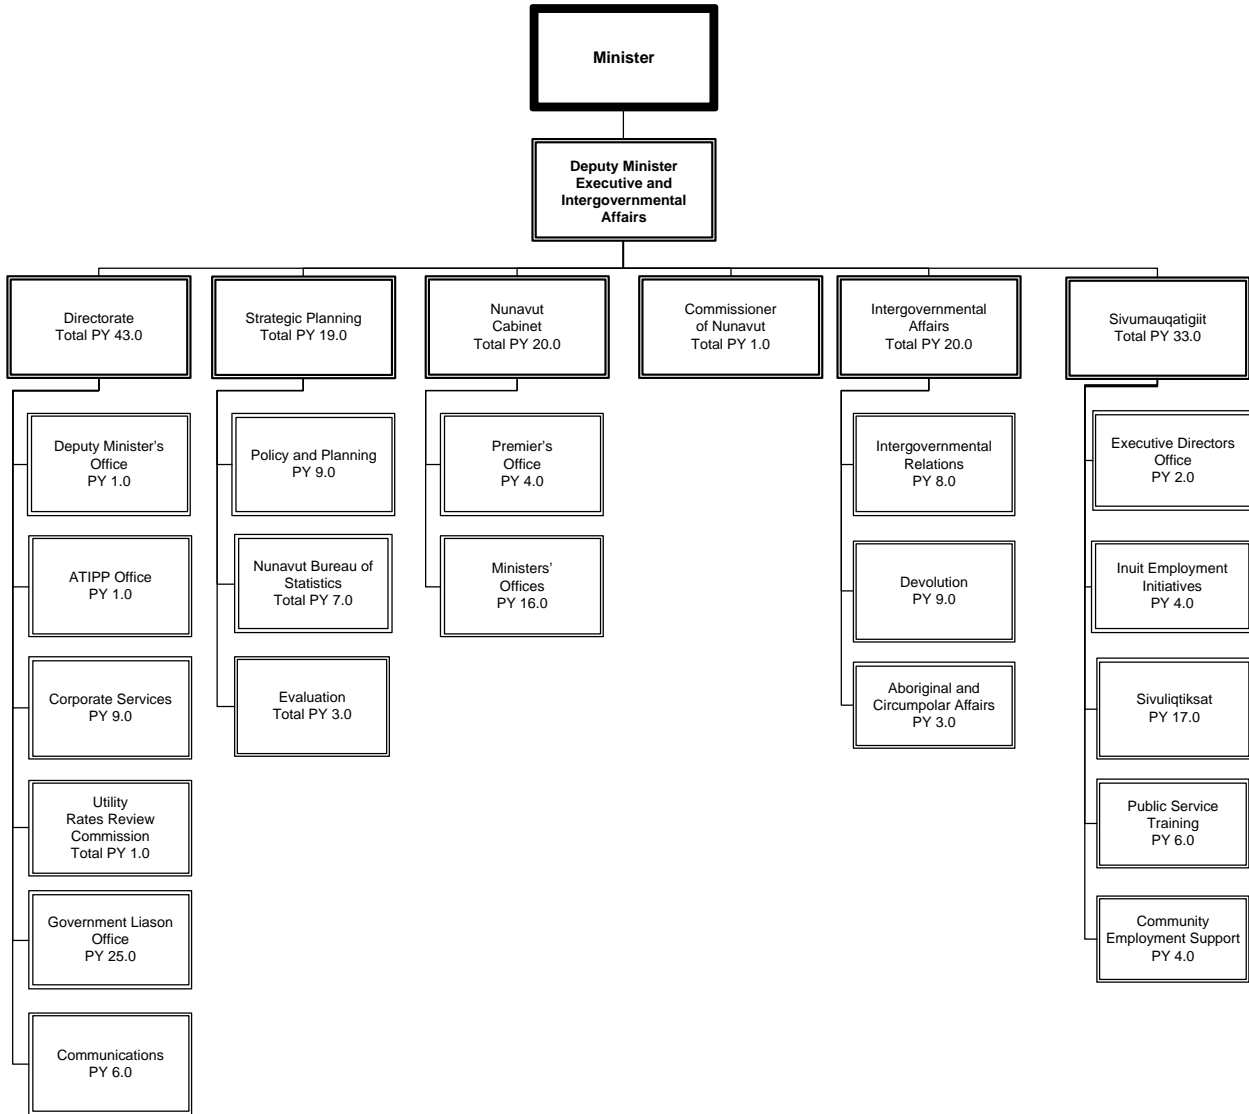 Minister
Deputy Minister
Executive and
Intergovernmental
Affairs
Directorate
Total PY 43.0
Strategic Planning
Total PY 19.0
Nunavut
Cabinet
Total PY 20.0
Commissioner
of Nunavut
Total PY 1.0
Intergovernmental
Affairs
Total PY 20.0
Sivumauqatigiit
Total PY 33.0
Deputy Minister's
Office
PY 1.0
ATIPP Office
PY 1.0
Corporate Services
PY 9.0
Utility
Rates Review
Commission
Total PY 1.0
Government Liason
Office
PY 25.0
Communications
PY 6.0
Policy and Planning
PY 9.0
Nunavut Bureau of
Statistics
Total PY 7.0
Evaluation
Total PY 3.0
Premier's
Office
PY 4.0
Ministers'
Offices
PY 16.0
Intergovernmental
Relations
PY 8.0
Devolution
PY 9.0
Aboriginal and
Circumpolar Affairs
PY 3.0
Executive Directors
Office
PY 2.0
Inuit Employment
Initiatives
PY 4.0
Sivuliqtiksat
PY 17.0
Public Service
Training
PY 6.0
Community
Employment Support
PY 4.0